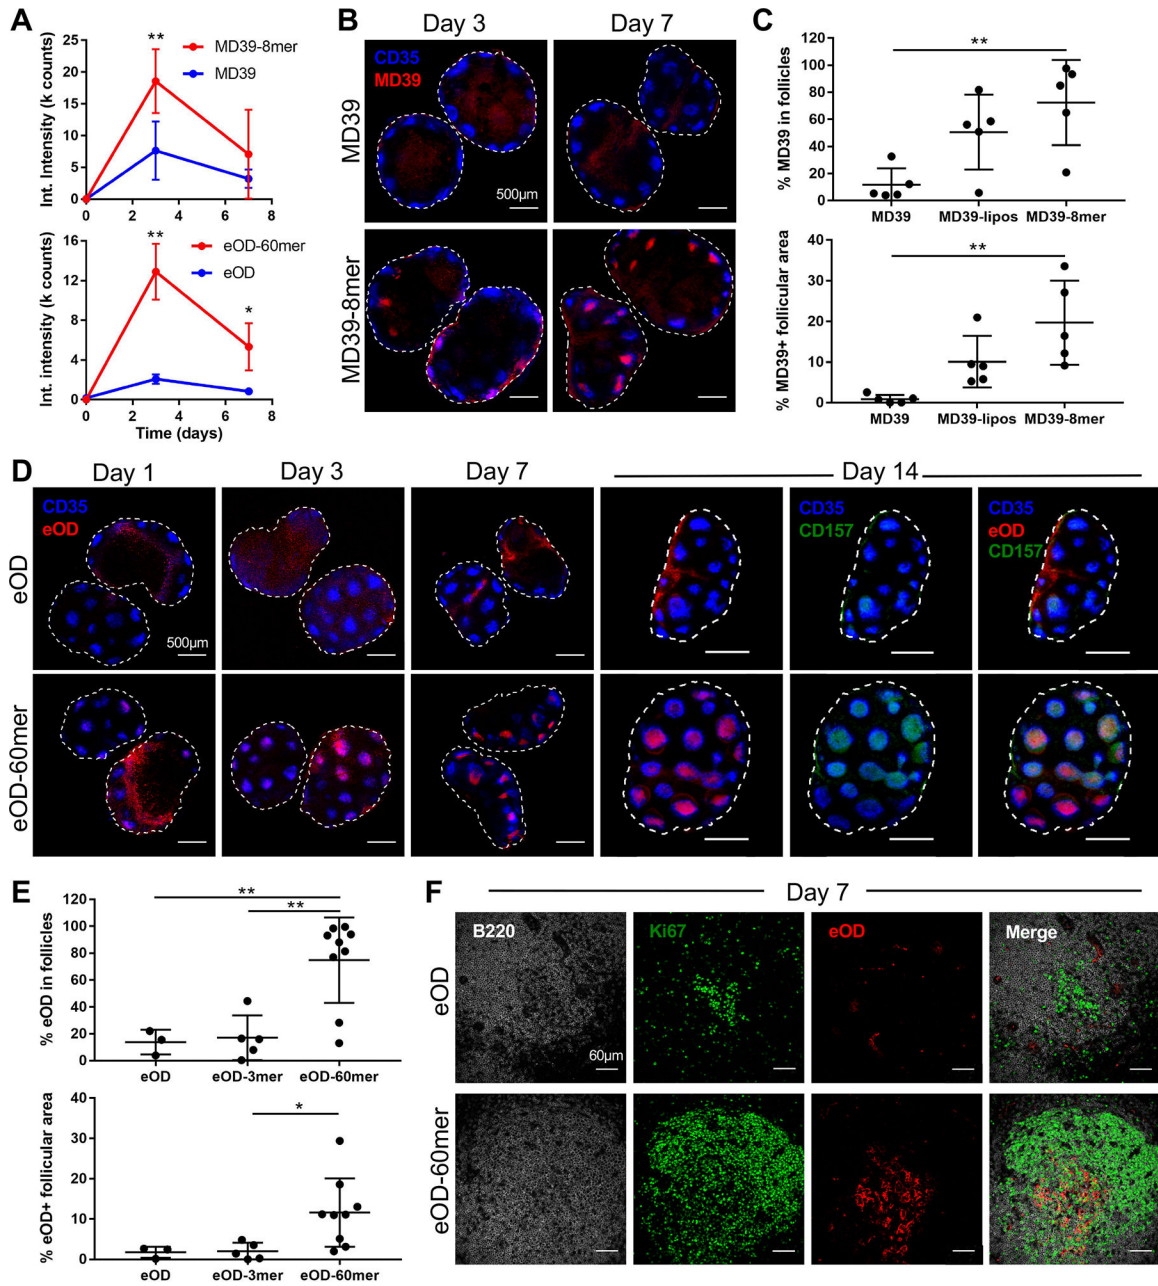 A
Int. Intensity (k counts)
25
20
15
10
5
0
**
MD39-8mer
MD39
0 2 4 6 8
Int. intensity (k counts)
16
12
8
4
0
**
*
eOD-60mer
eOD
0 2 4 6 8
Time (days)
B
Day 3
Day 7
CD35
MD39
MD39
500µm
MD39-8mer
C
% MD39 in follicles
120
100
80
60
40
20
0
**
MD39 MD39-lipos MD39-8mer
% MD39+ follicular area
40
30
20
10
0
**
MD39 MD39-lipos MD39-8mer
D
Day 1
Day 3
Day 7
Day 14
CD35
eOD
CD35
CD157
CD35
eOD
CD157
eOD
500µm
eOD-60mer
E
% eOD in follicles
120
100
80
60
40
20
0
**
**
eOD eOD-3mer eOD-60mer
% eOD+ follicular area
40
30
20
10
0
*
eOD eOD-3mer eOD-60mer
F
Day 7
B220
Ki67
eOD
Merge
eOD
60µm
eOD-60mer